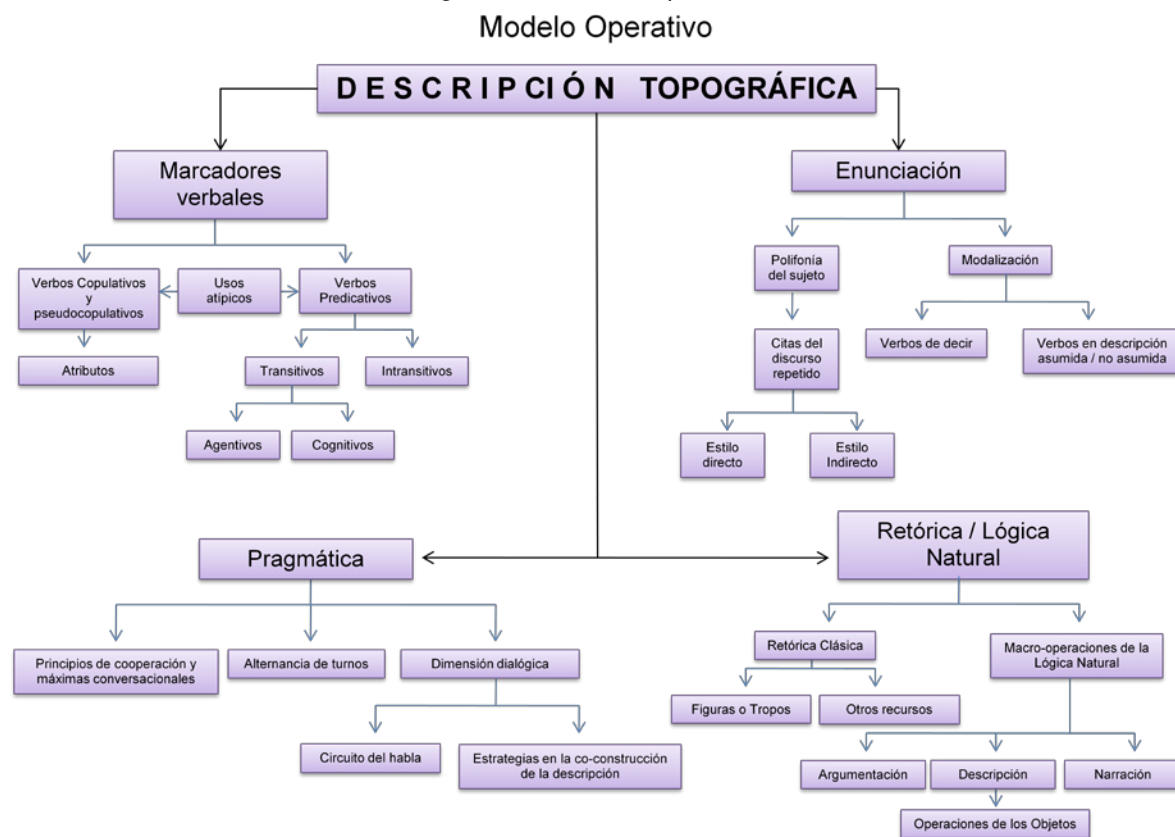 Modelo Operativo
D E S C R I P CI Ó N TOPOGRÁFICA
Marcadores
verbales
Enunciación
Verbos Copulativos
y
pseudocopulativos
Usos
atípicos
Verbos
Predicativos
Polifonía
del sujeto
Modalización
Atributos
Transitivos
Intransitivos
Citas del
discurso
repetido
Verbos de decir
Verbos en descripción
asumida / no asumida
Agentivos
Cognitivos
Estilo
directo
Estilo
Indirecto
Pragmática
Retórica / Lógica
Natural
Principios de cooperación y
máximas conversacionales
Alternancia de turnos
Dimensión dialógica
Retórica Clásica
Macro-operaciones de la
Lógica Natural
Figuras o Tropos
Otros recursos
Circuito del habla
Estrategias en la co-construcción
de la descripción
Argumentación
Descripción
Narración
Operaciones de los Objetos